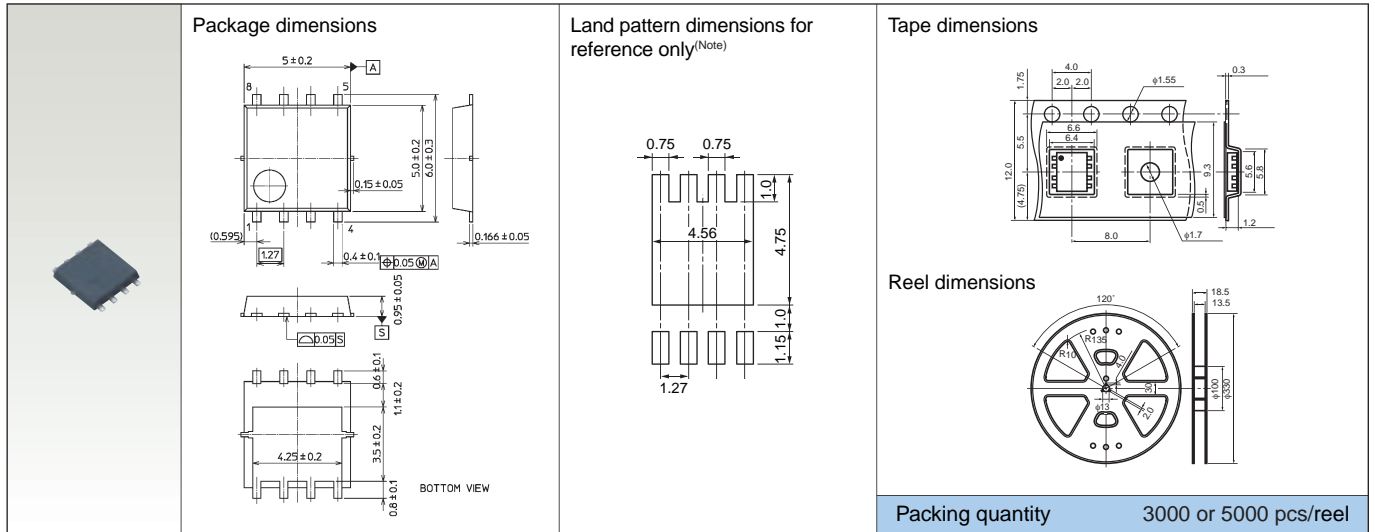 Package dimensions
5±0.2
A
8
5
5.0±0.2
6.0±0.3
0.15±0.05
1
4
(0.595)
1.27
0.4±0.1
⌖0.05ⓂA
0.166±0.05
0.95±0.05
S
⌓0.05S
0.6±0.1
1.1±0.2
3.5±0.2
4.25±0.2
0.8±0.1
BOTTOM VIEW
Land pattern dimensions for
reference only(Note)
0.75
0.75
1.0
4.56
4.75
1.0
1.15
1.27
Tape dimensions
4.0
2.0
2.0
φ1.55
0.3
1.75
6.6
6.4
5.5
12.0
(4.75)
9.3
5.6
5.8
0.5
1.2
8.0
φ1.7
Reel dimensions
120°
18.5
13.5
R135
R10
4.0
30
φ13
2.0
φ100
φ330
Packing quantity 3000 or 5000 pcs/reel